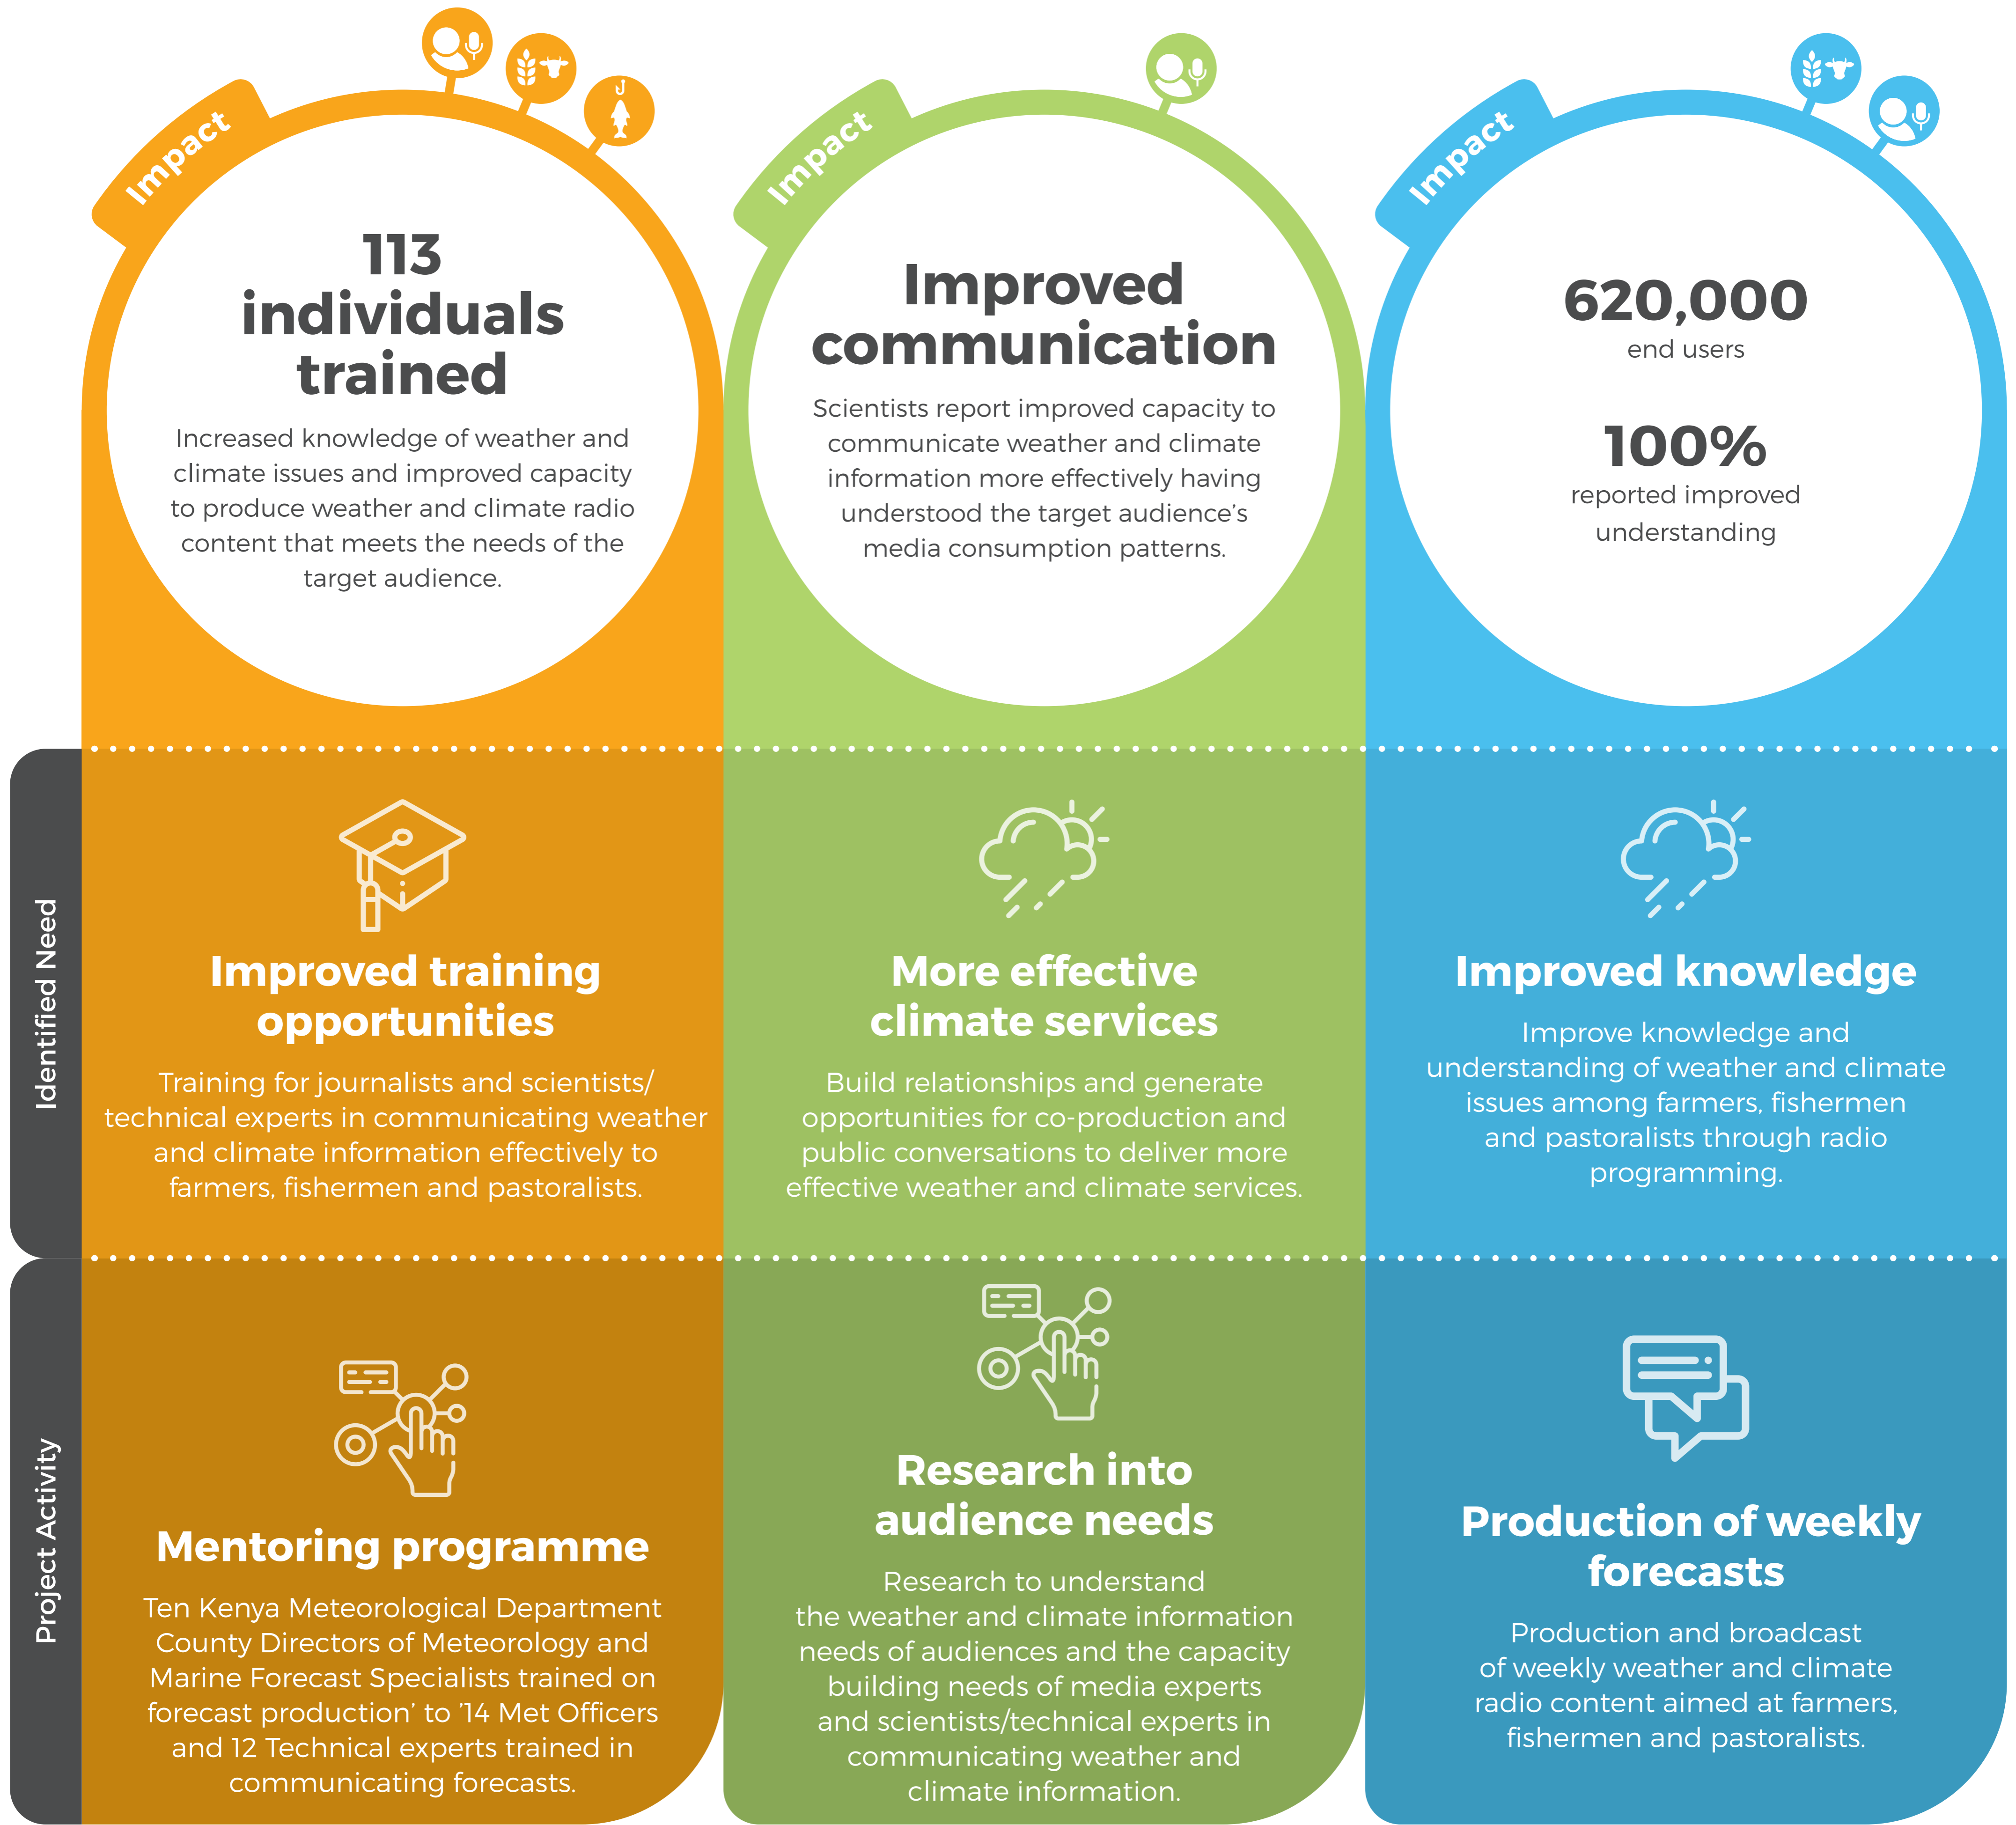 Impact
113
individuals
trained
Increased knowledge of weather and
climate issues and improved capacity
to produce weather and climate radio
content that meets the needs of the
target audience.
Impact
Improved
communication
Scientists report improved capacity to
communicate weather and climate
information more effectively having
understood the target audience's
media consumption patterns.
Impact
620,000
end users
100%
reported improved
understanding
Identified Need
Improved training
opportunities
Training for journalists and scientists/
technical experts in communicating weather
and climate information effectively to
farmers, fishermen and pastoralists.
More effective
climate services
Build relationships and generate
opportunities for co-production and
public conversations to deliver more
effective weather and climate services.
Improved knowledge
Improve knowledge and
understanding of weather and climate
issues among farmers, fishermen
and pastoralists through radio
programming.
Project Activity
Mentoring programme
Ten Kenya Meteorological Department
County Directors of Meteorology and
Marine Forecast Specialists trained on
forecast production’ to ’14 Met Officers
and 12 Technical experts trained in
communicating forecasts.
Research into
audience needs
Research to understand
the weather and climate information
needs of audiences and the capacity
building needs of media experts
and scientists/technical experts in
communicating weather and
climate information.
Production of weekly
forecasts
Production and broadcast
of weekly weather and climate
radio content aimed at farmers,
fishermen and pastoralists.